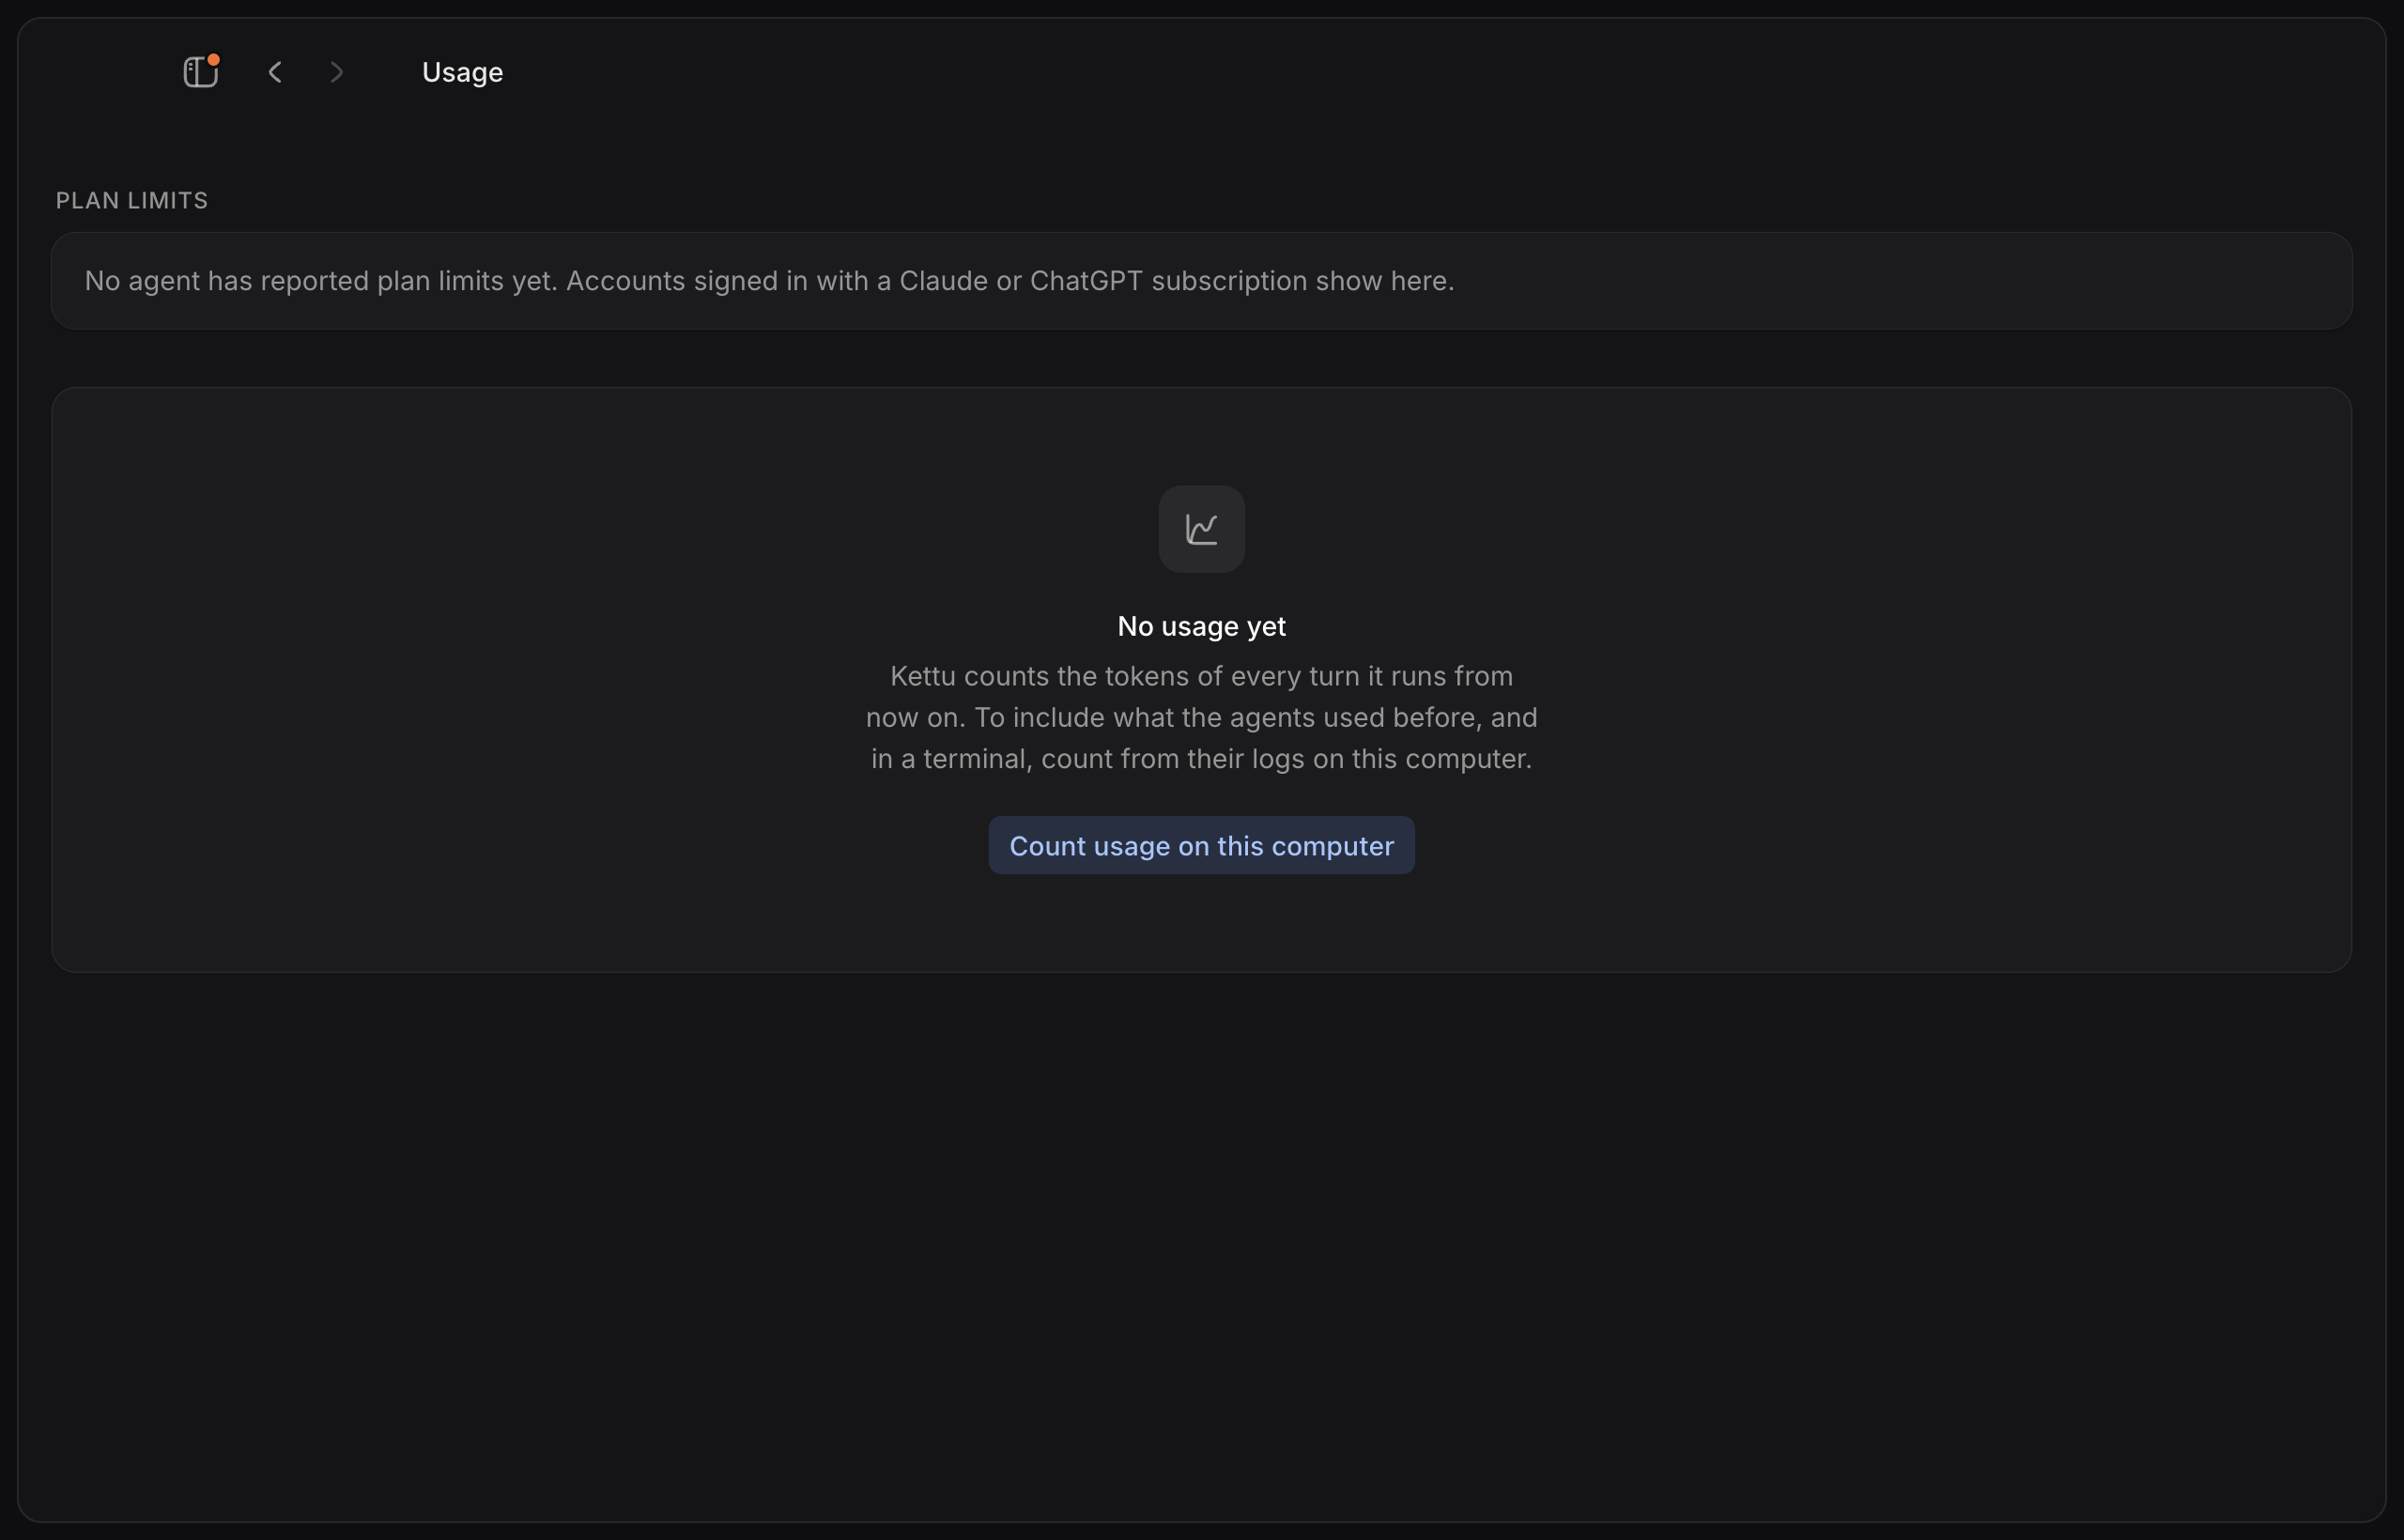 Usage
PLAN LIMITS
No agent has reported plan limits yet. Accounts signed in with a Claude or ChatGPT subscription show here.
No usage yet
Kettu counts the tokens of every turn it runs from
now on. To include what the agents used before, and
in a terminal, count from their logs on this computer.
Count usage on this computer